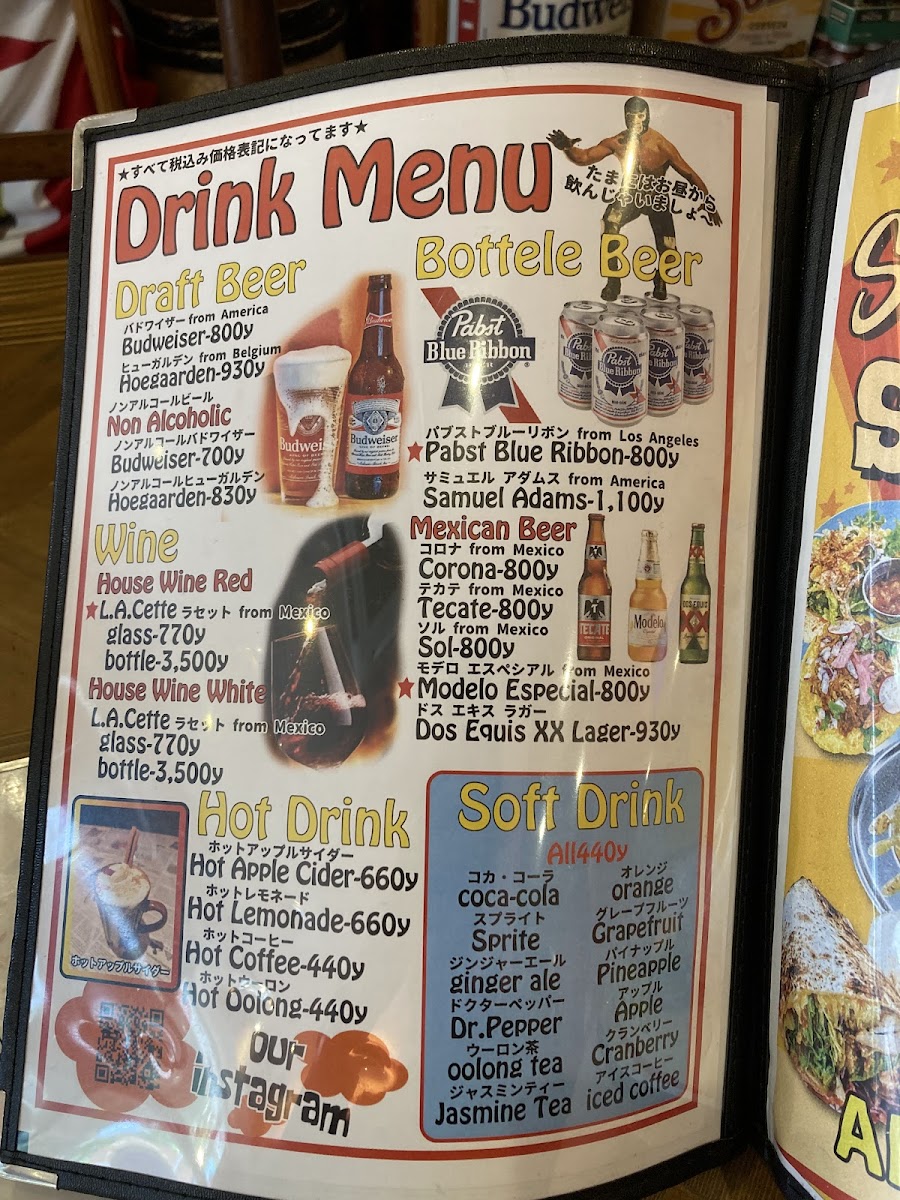 Budwei
★すべて税込み価格表記になってます★
Drink Menu
たまにはお昼から
飲んじゃいましょ〜
Draft Beer
バドワイザー from America
Budweiser-800y
ヒューガルデン from Belgium
Hoegaarden-930y
ノンアルコールビール
Non Alcoholic
ノンアルコールバドワイザー
Budweiser-700y
ノンアルコールヒューガルデン
Hoegaarden-830y
Budweis
Budweiser
Wine
House Wine Red
★L.A.Cette ラセット from Mexico
glass-770y
bottle-3,500y
House Wine White
L.A.Cette ラセット from Mexico
glass-770y
bottle-3,500y
Bottele Beer
Pabst
Blue Ribbon
Pabst
Blue Ribbon
パブストブルーリボン from Los Angeles
★Pabst Blue Ribbon-800y
サミュエル アダムス from America
Samuel Adams-1,100y
Mexican Beer
コロナ from Mexico
Corona-800y
テカテ from Mexico
Tecate-800y
ソル from Mexico
Sol-800y
モデロ エスペシアル from Mexico
★Modelo Especial-800y
ドス エキス ラガー
Dos Equis XX Lager-930y
TECATE
Modelo
DOS EQUIS
XX
Hot Drink
ホットアップルサイダー
Hot Apple Cider-660y
ホットレモネード
Hot Lemonade-660y
ホットコーヒー
Hot Coffee-440y
ホットウーロン
Hot Oolong-440y
ホットアップルサイダー
our
instagram
Soft Drink
All440y
コカ・コーラ
coca-cola
スプライト
Sprite
ジンジャーエール
ginger ale
ドクターペッパー
Dr.Pepper
ウーロン茶
oolong tea
ジャスミンティー
Jasmine Tea
オレンジ
orange
グレープフルーツ
Grapefruit
パイナップル
Pineapple
アップル
Apple
クランベリー
Cranberry
アイスコーヒー
iced coffee